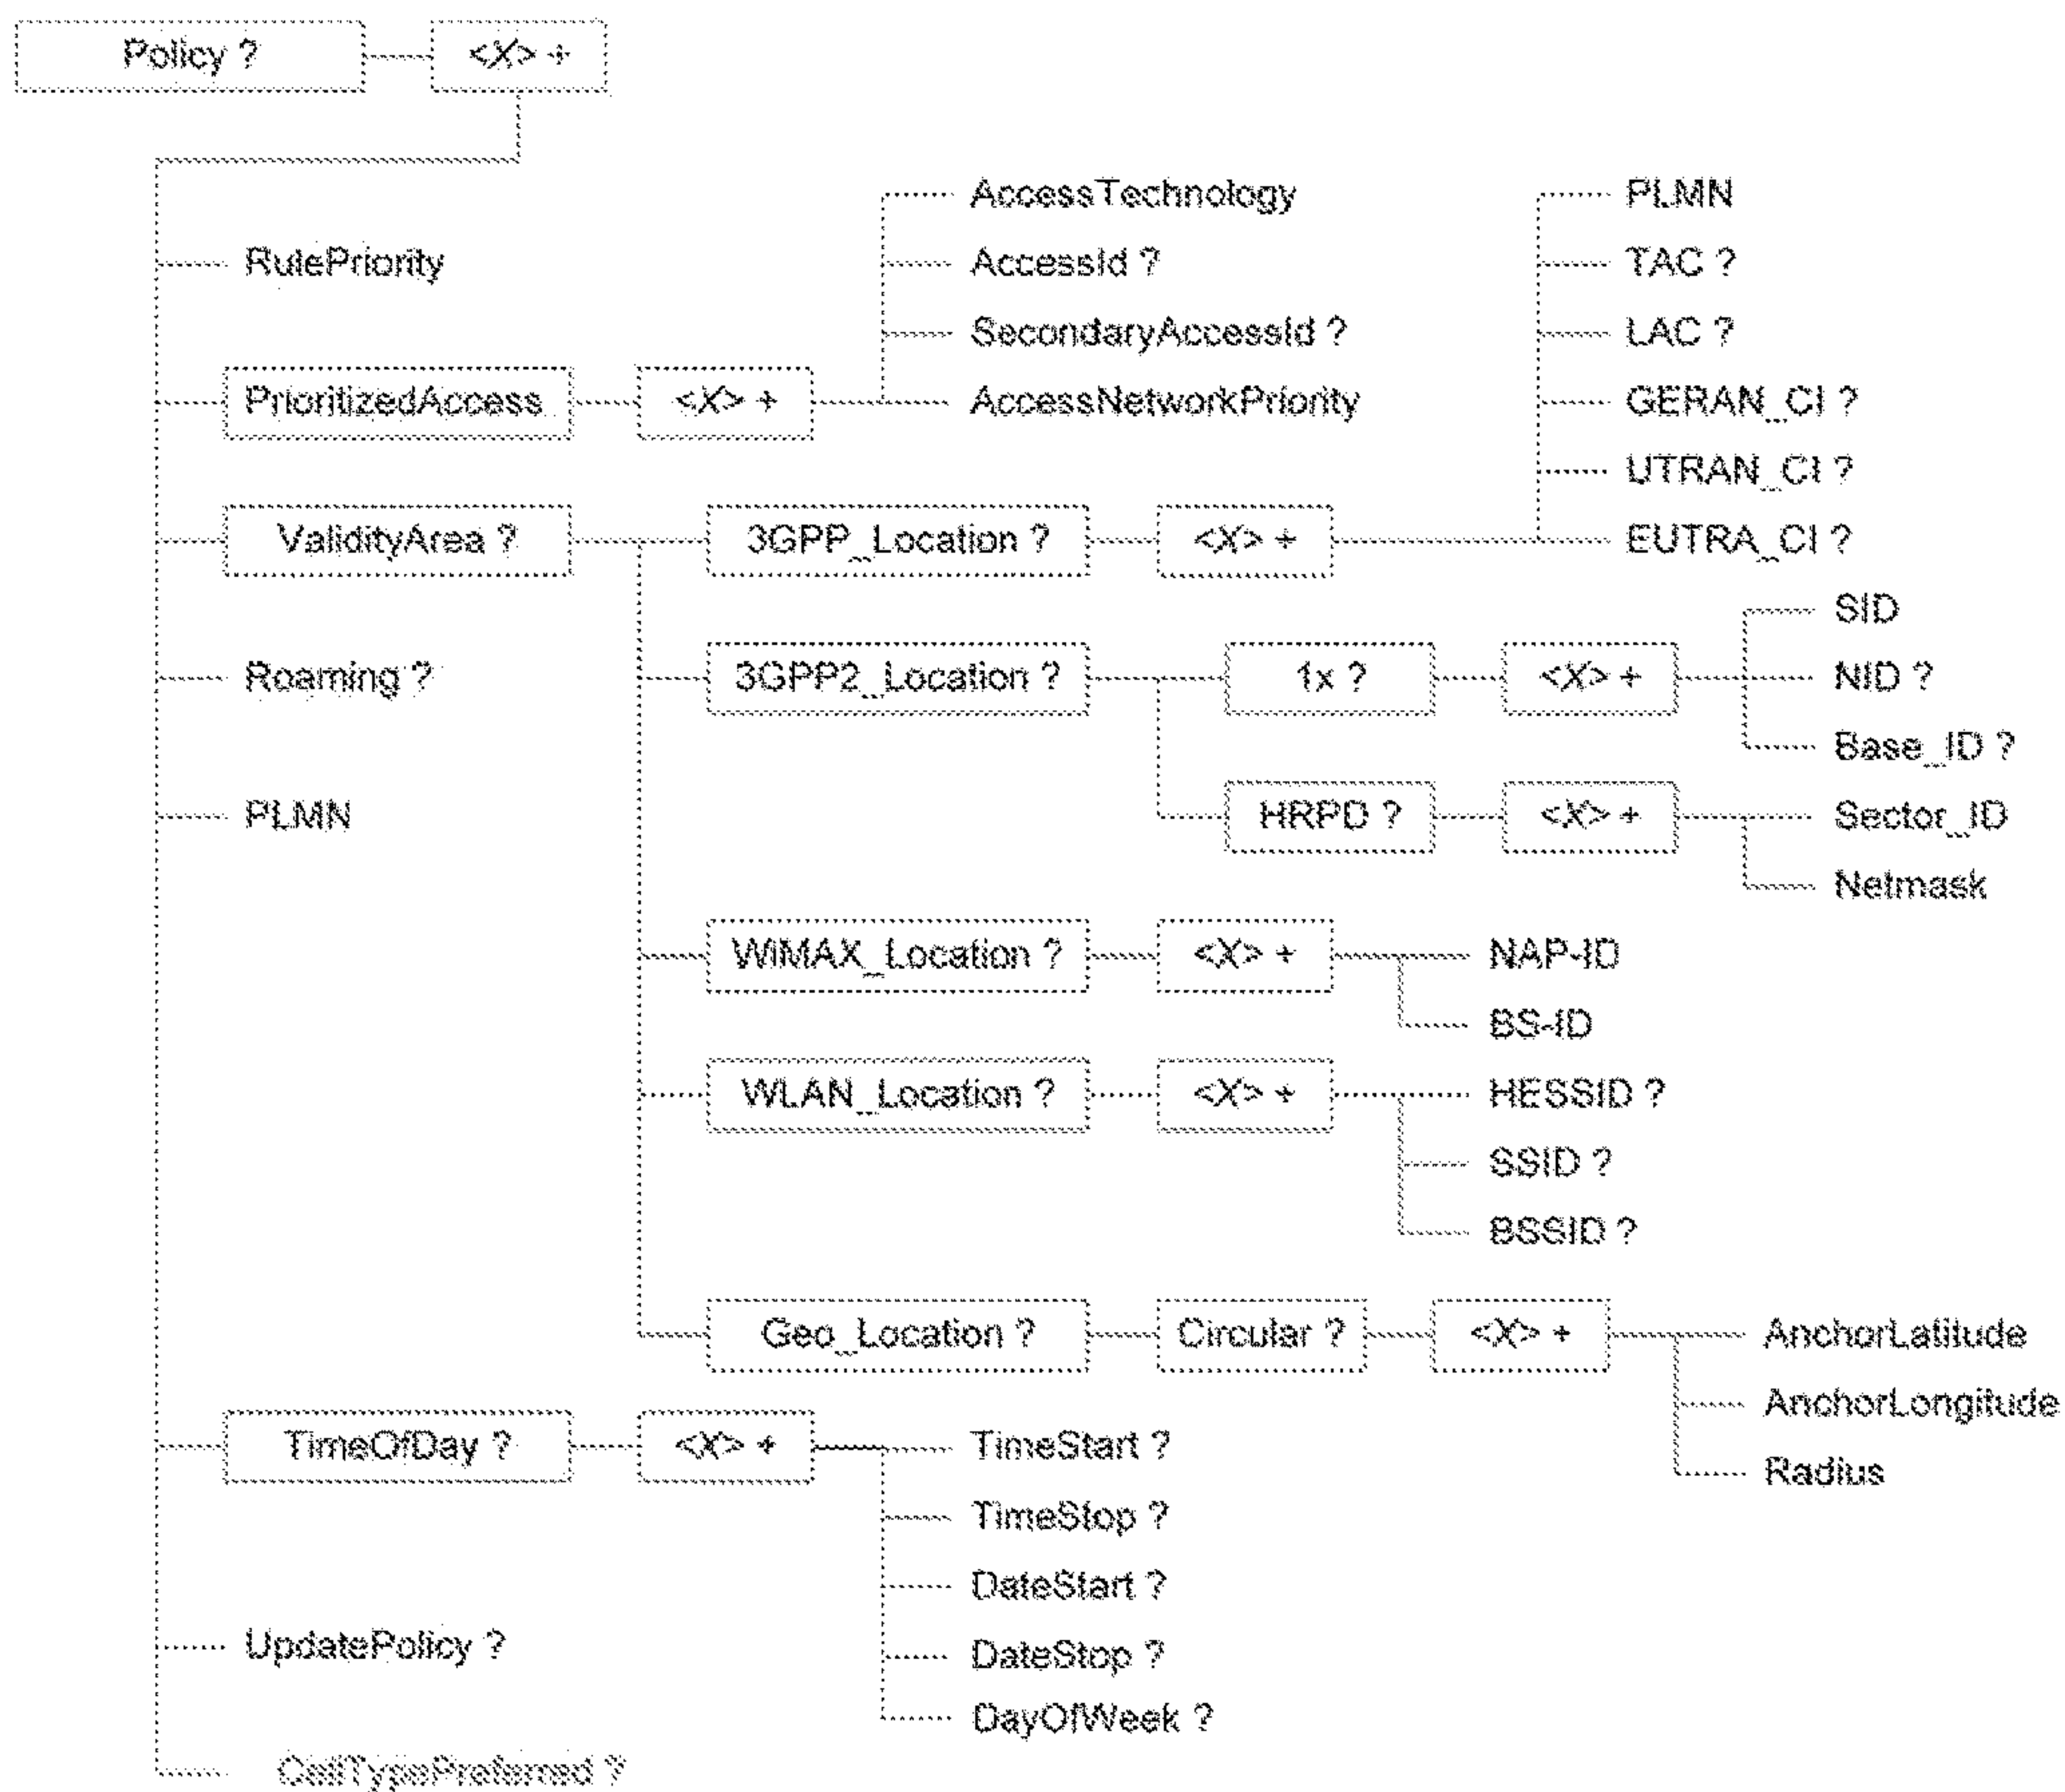 Policy ? <X> +
AccessTechnology PLMN
RulePriority AccessId ? TAC ?
SecondaryAccessId ? LAC ?
PrioritizedAccess <X> + AccessNetworkPriority GERAN_CI ?
UTRAN_CI ?
ValidityArea ? 3GPP_Location ? <X> + EUTRA_CI ?
SID
Roaming ? 3GPP2_Location ? 1x ? <X> + NID ?
Base_ID ?
PLMN HRPD ? <X> + Sector_ID
Netmask
WiMAX_Location ? <X> + NAP-ID
BS-ID
WLAN_Location ? <X> + HESSID ?
SSID ?
BSSID ?
Geo_Location ? Circular ? <X> + AnchorLatitude
AnchorLongitude
TimeOfDay ? <X> + TimeStart ? Radius
TimeStop ?
DateStart ?
UpdatePolicy ? DateStop ?
DayOfWeek ?
CellTypePreferred ?